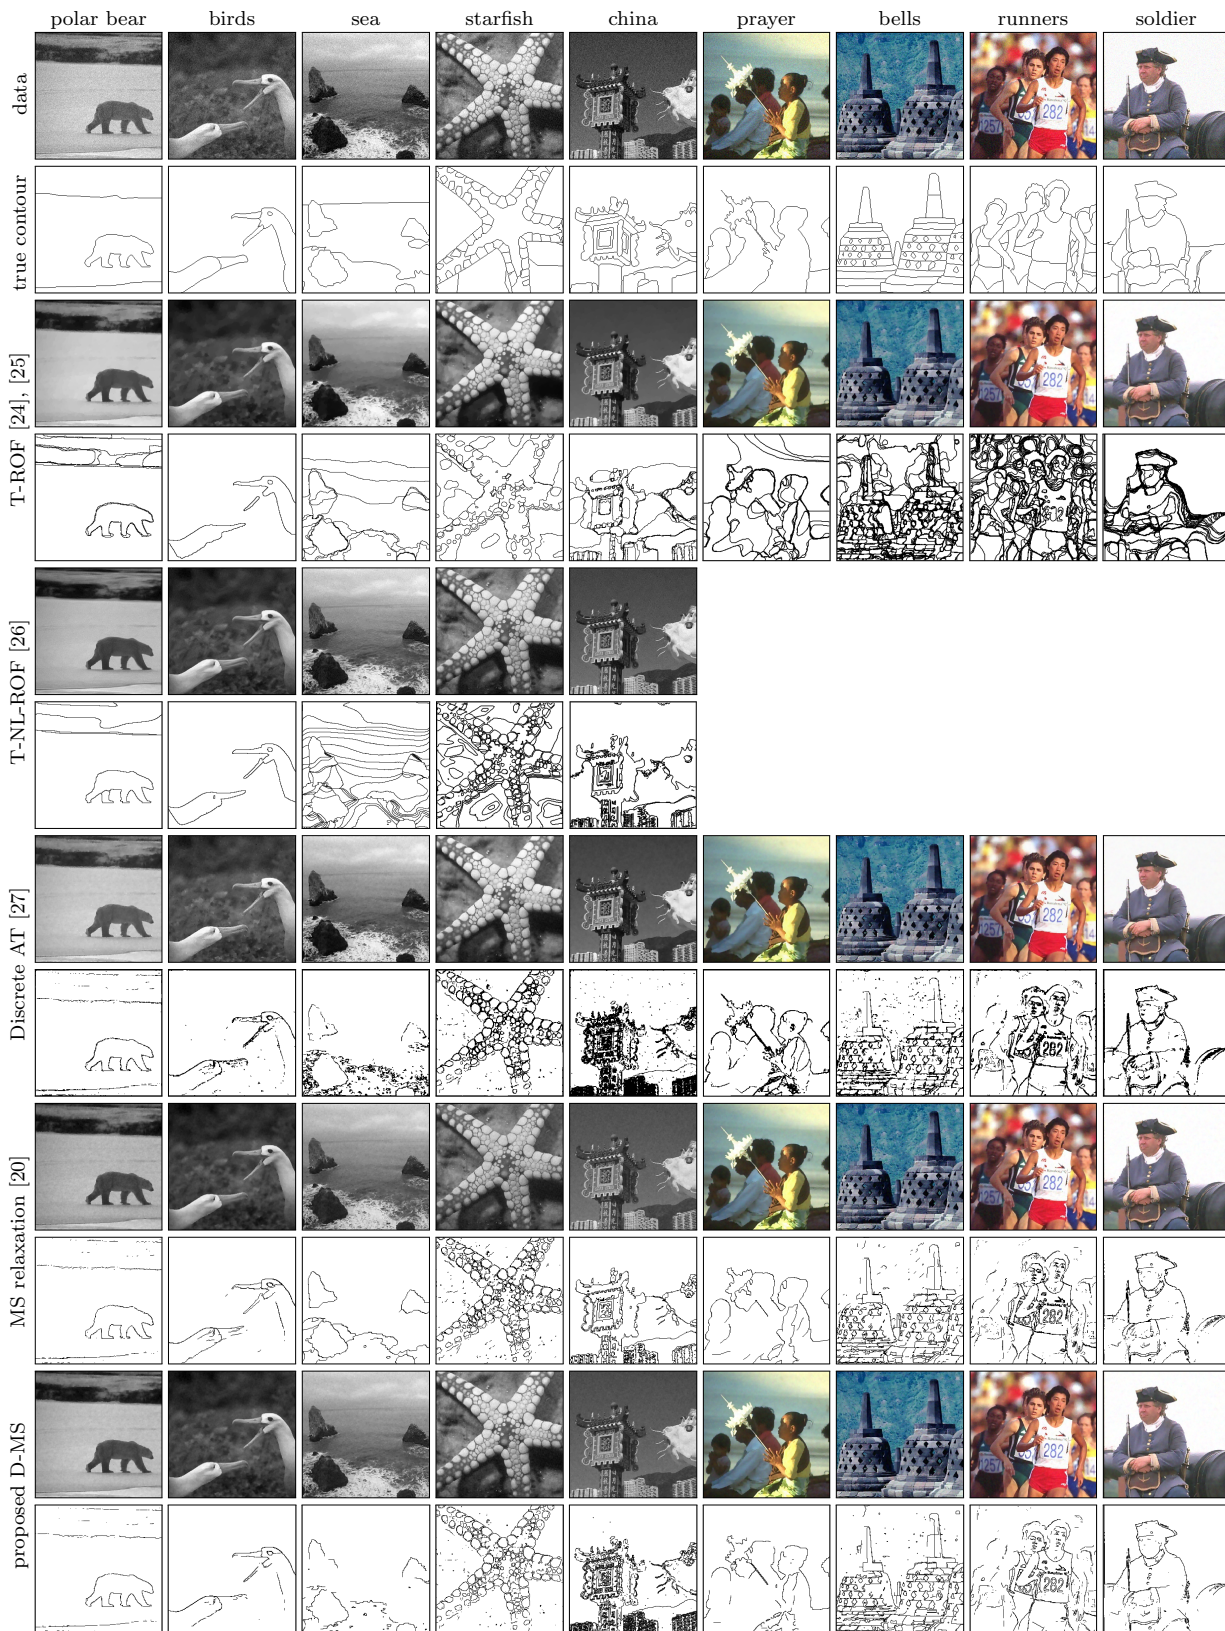 polar bear birds sea starfish china prayer bells runners soldier
data
true contour
T-ROF [24], [25]
T-NL-ROF [26]
Discrete AT [27]
MS relaxation [20]
proposed D-MS
282
1257